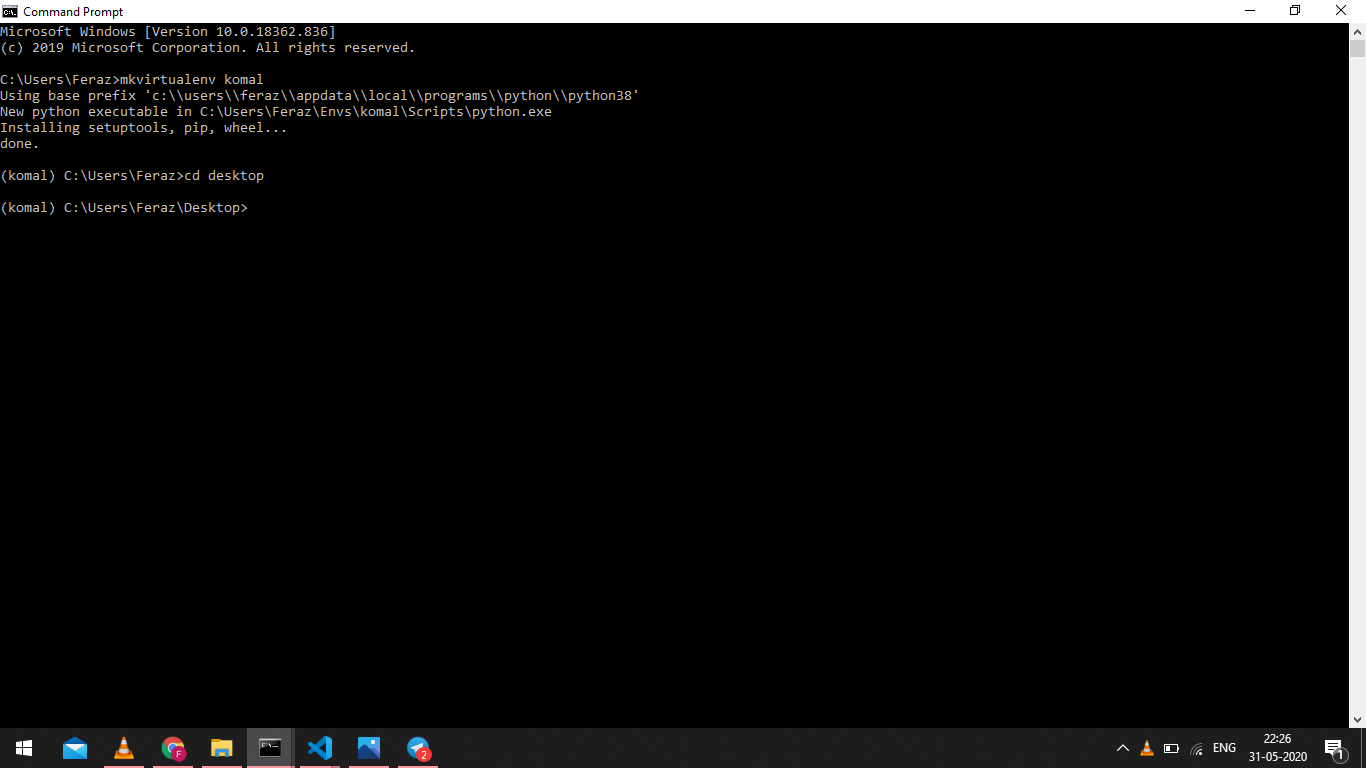 Command Prompt
Microsoft Windows [Version 10.0.18362.836]
(c) 2019 Microsoft Corporation. All rights reserved.
C:\Users\Feraz>mkvirtualenv komal
Using base prefix 'c:\\users\\feraz\\appdata\\local\\programs\\python\\python38'
New python executable in C:\Users\Feraz\Envs\komal\Scripts\python.exe
Installing setuptools, pip, wheel...
done.
(komal) C:\Users\Feraz>cd desktop
(komal) C:\Users\Feraz\Desktop>
F
2
ENG
22:26
31-05-2020
1